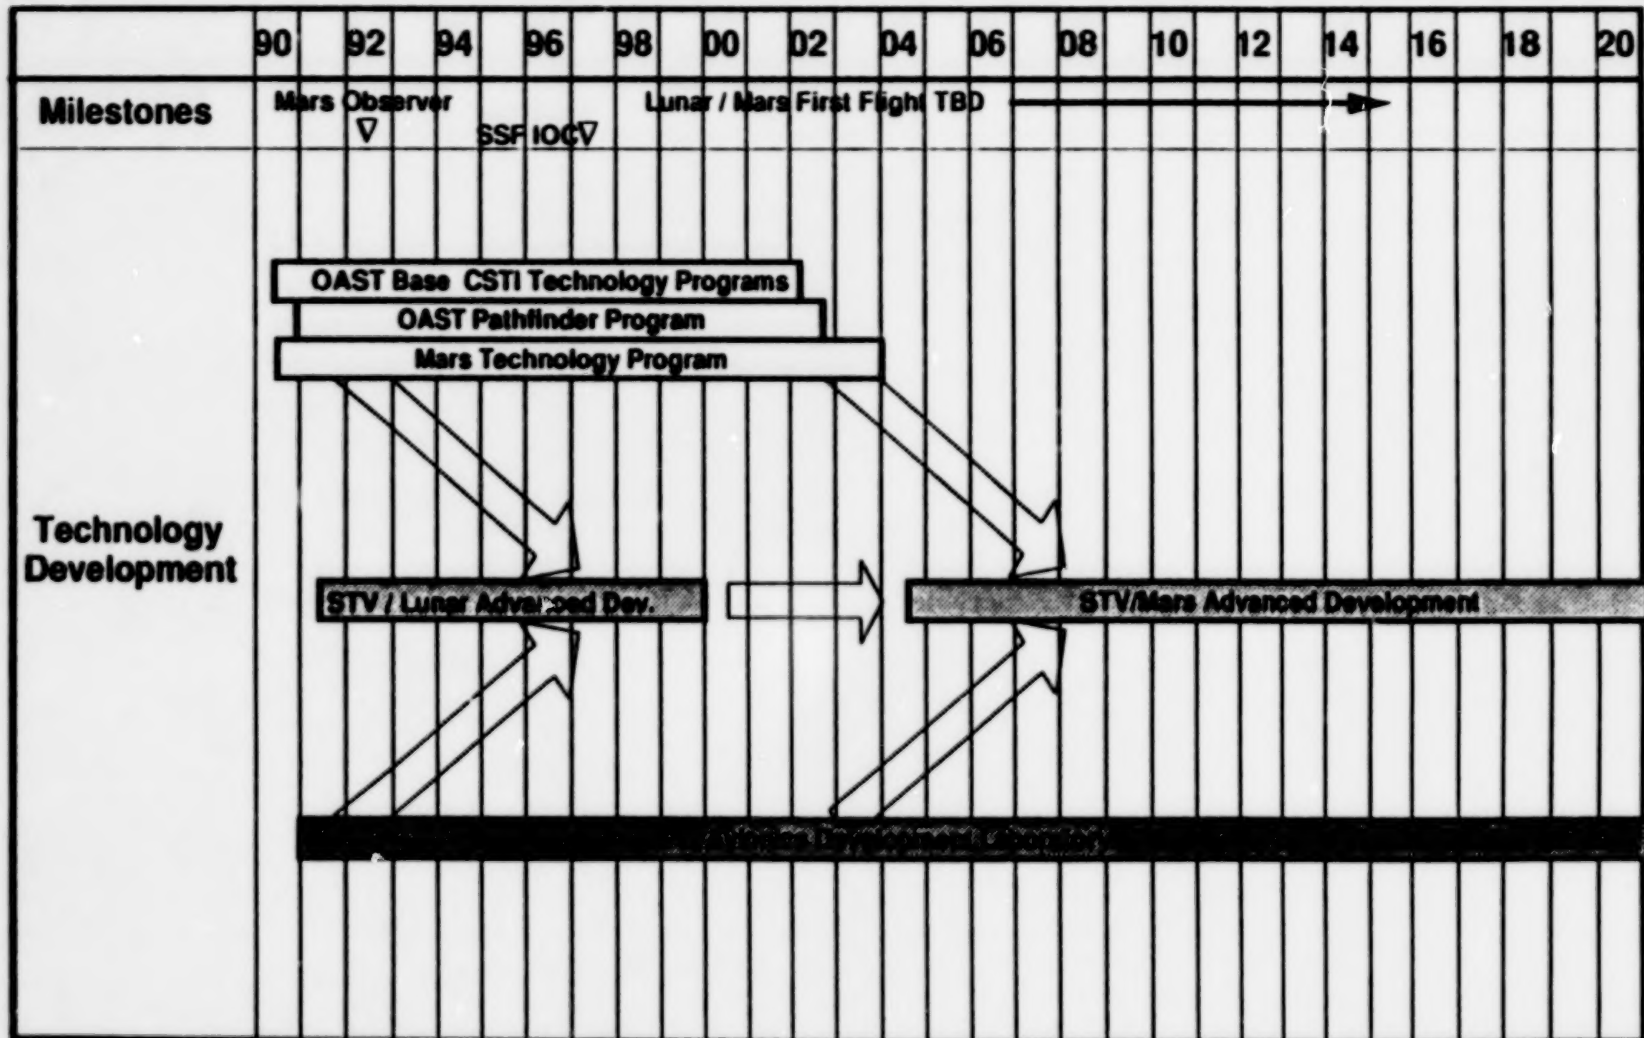 90 92 94 96 98 00 02 04 06 08 10 12 14 16 18 20
Milestones
Mars Observer
Lunar / Mars First Flight TBD
SSF IOC
OAST Base CSTI Technology Programs
OAST Pathfinder Program
Mars Technology Program
Technology
Development
STV / Lunar Advanced Dev.
STV/Mars Advanced Development